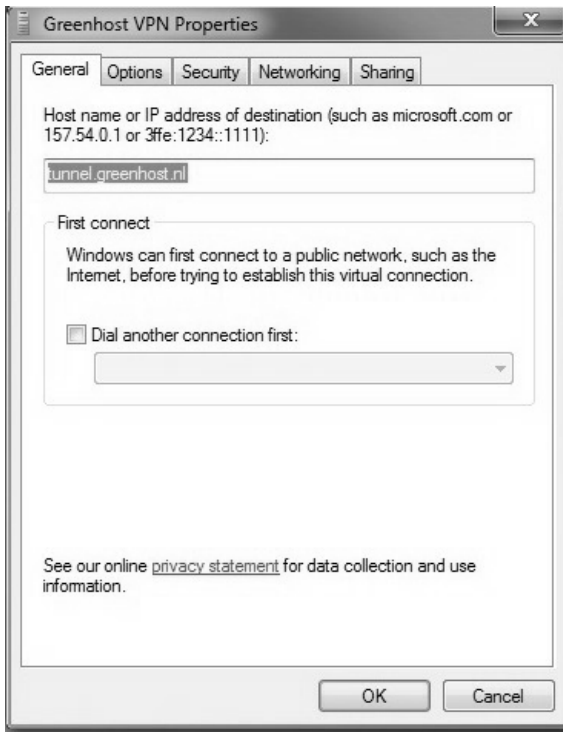 Greenhost VPN Properties
X
General Options Security Networking Sharing
Host name or IP address of destination (such as microsoft.com or
157.54.0.1 or 3ffe:1234::1111):
tunnel.greenhost.nl
First connect
Windows can first connect to a public network, such as the
Internet, before trying to establish this virtual connection.
Dial another connection first:
See our online privacy statement for data collection and use
information.
OK Cancel